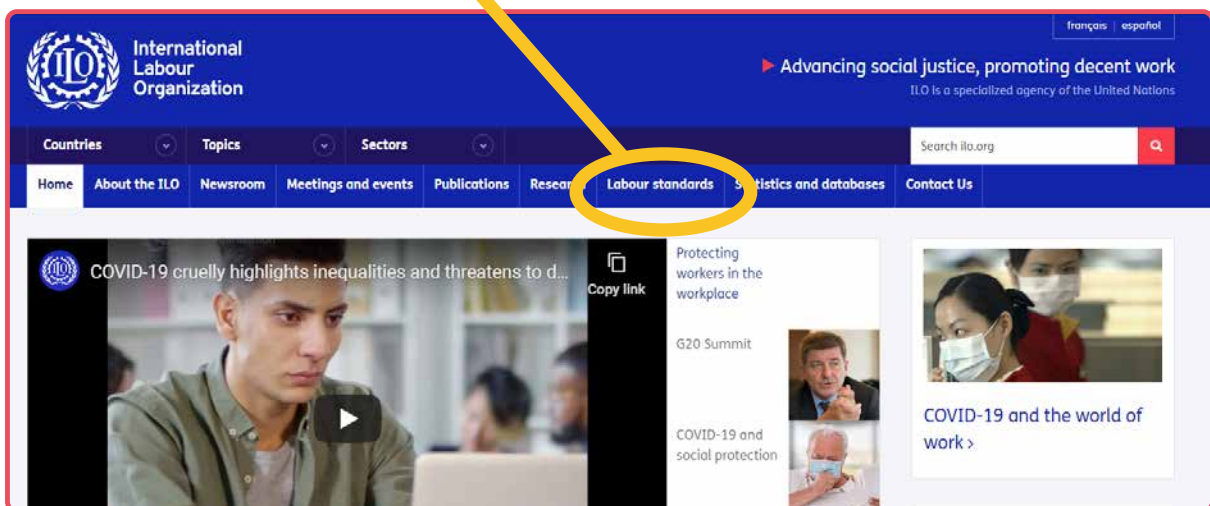 français | español
ILO
International
Labour
Organization
Advancing social justice, promoting decent work
ILO is a specialized agency of the United Nations
Countries Topics Sectors Search ilo.org
Home About the ILO Newsroom Meetings and events Publications Labour standards and databases Contact Us
COVID-19 cruelly highlights inequalities and threatens to d...
Copy link
Protecting
workers in the
workplace
G20 Summit
COVID-19 and
social protection
COVID-19 and the world of
work ›